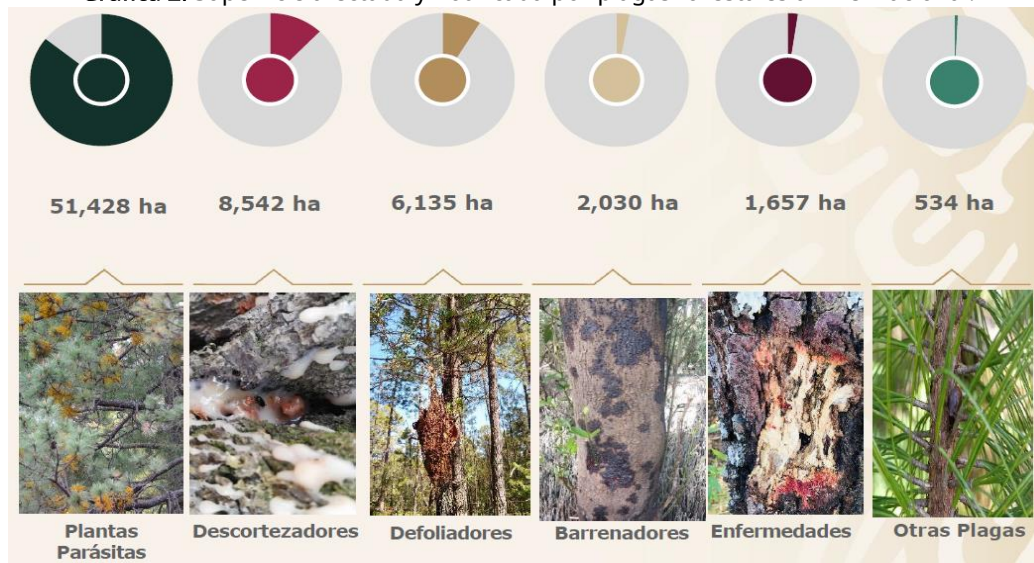 51,428 ha
8,542 ha
6,135 ha
2,030 ha
1,657 ha
534 ha
Plantas
Parásitas
Descortezadores
Defoliadores
Barrenadores
Enfermedades
Otras Plagas